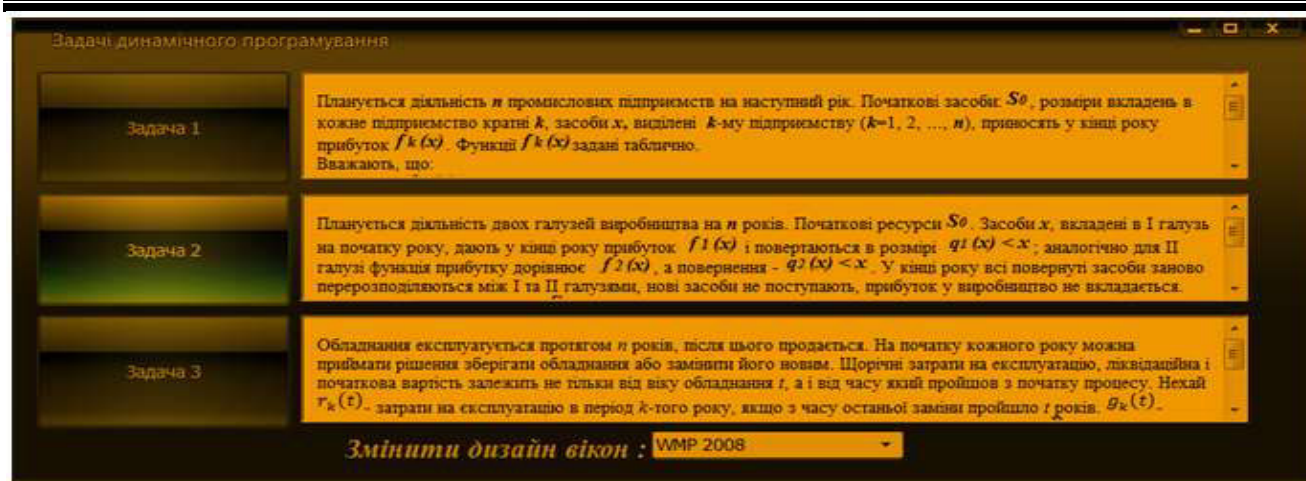 Задачі динамічного програмування
Задача 1
Планується діяльність n промислових підприємств на наступний рік. Початкові засоби: S₀, розміри вкладень в
кожне підприємство кратні k, засоби x, виділені k-му підприємству (k=1, 2, ..., n), приносять у кінці року
прибуток f k (x). Функції f k (x) задані таблично.
Вважають, що:
Задача 2
Планується діяльність двох галузей виробництва на n років. Початкові ресурси S₀. Засоби x, вкладені в І галузь
на початку року, дають у кінці року прибуток f 1 (x) і повертаються в розмірі q1 (x) < x ; аналогічно для ІІ
галузі функція прибутку дорівнює f 2 (x), а повернення - q2 (x) < x. У кінці року всі повернуті засоби заново
перерозподіляються між І та ІІ галузями, нові засоби не поступають, прибуток у виробництво не вкладається.
Задача 3
Обладнання експлуатується протягом n років, після цього продається. На початку кожного року можна
приймати рішення зберігати обладнання або замінити його новим. Щорічні затрати на експлуатацію, ліквідаційна і
початкова вартість залежить не тільки від віку обладнання t, а і від часу який пройшов з початку процесу. Нехай
rₖ(t)- затрати на експлуатацію в період k-того року, якщо з часу останьої заміни пройшло t років. gₖ(t)-
Змінити дизайн вікон :
WMP 2008